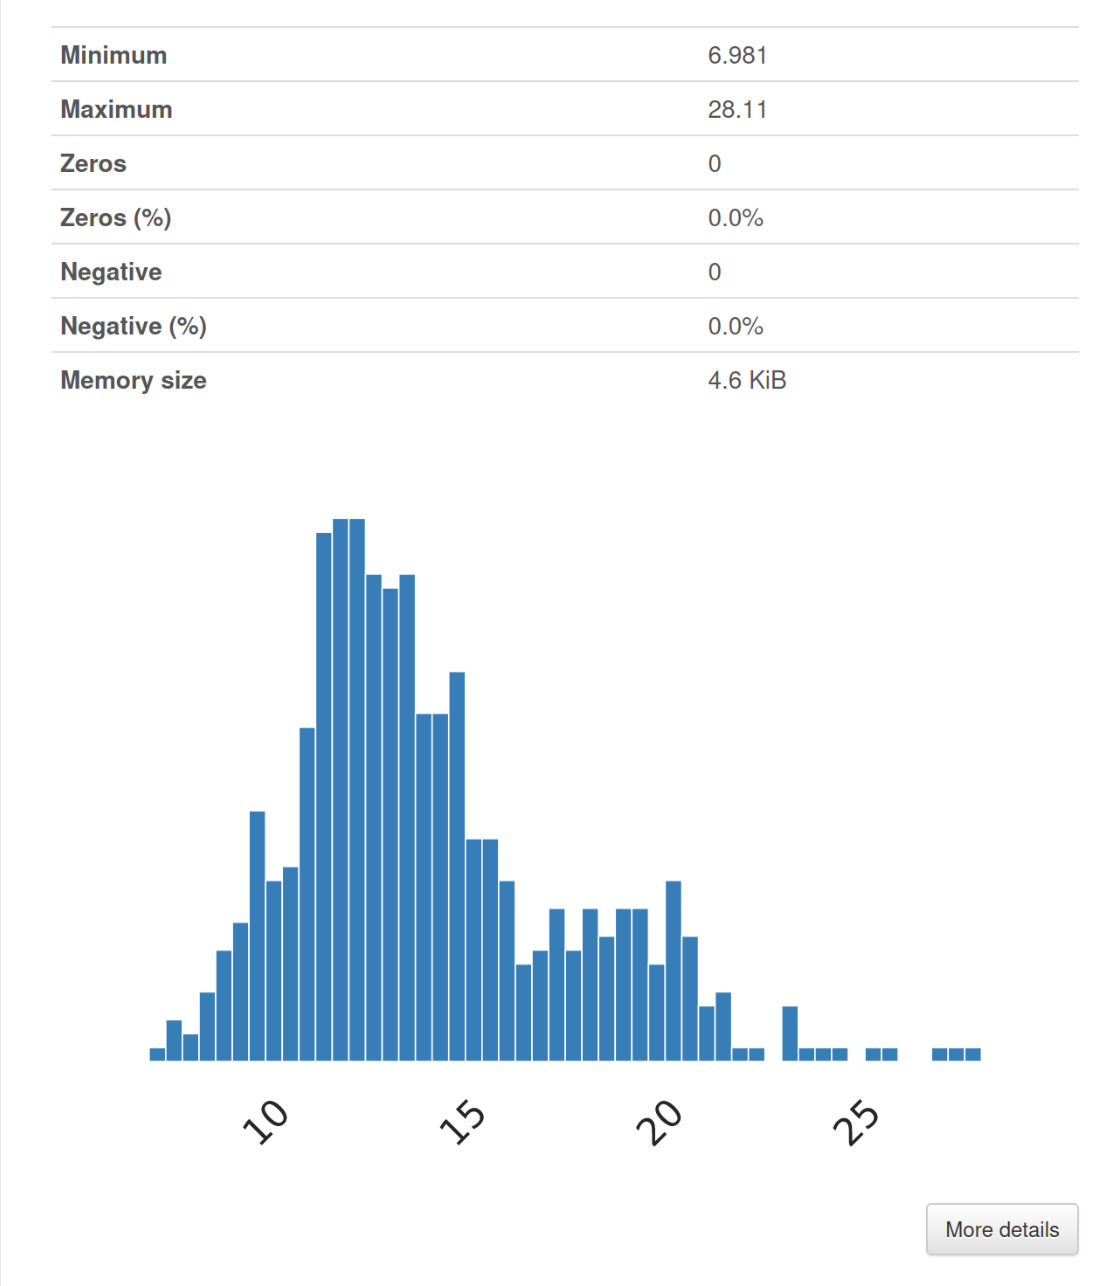 Minimum 6.981
Maximum 28.11
Zeros 0
Zeros (%) 0.0%
Negative 0
Negative (%) 0.0%
Memory size 4.6 KiB
10 15 20 25
More details